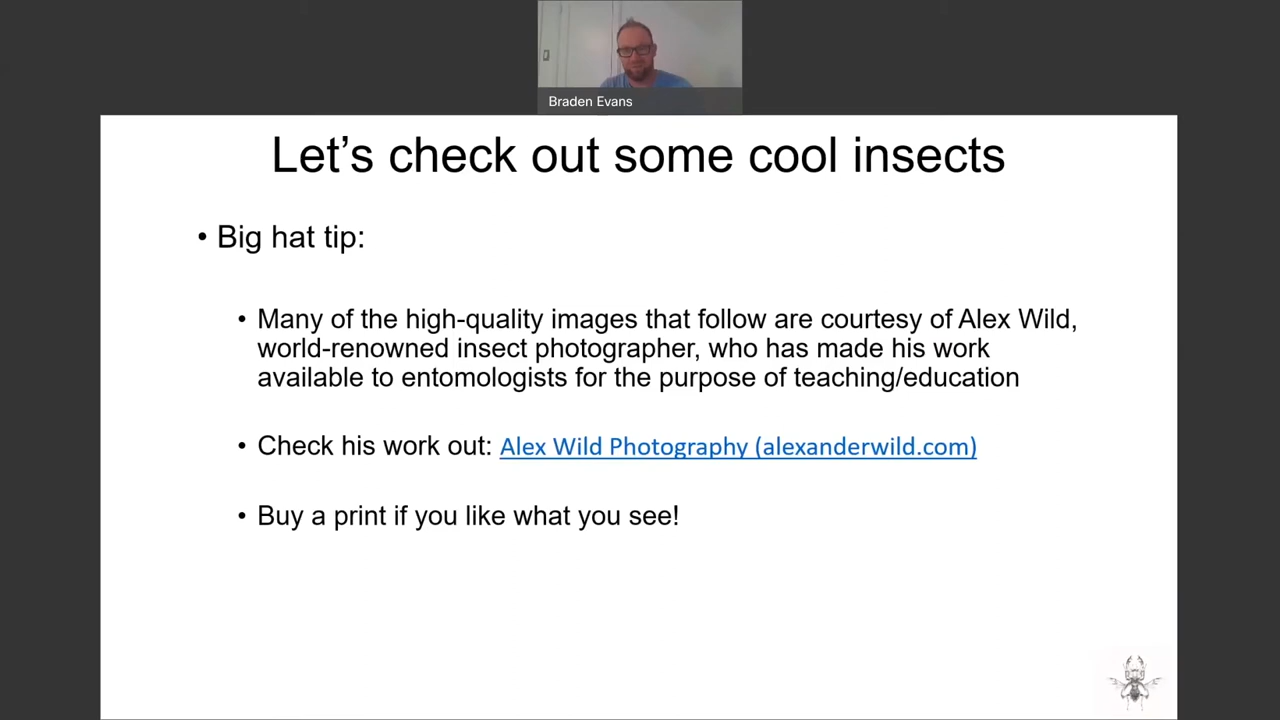 Braden Evans
Let's check out some cool insects
• Big hat tip:
• Many of the high-quality images that follow are courtesy of Alex Wild,
world-renowned insect photographer, who has made his work
available to entomologists for the purpose of teaching/education
• Check his work out: Alex Wild Photography (alexanderwild.com)
• Buy a print if you like what you see!